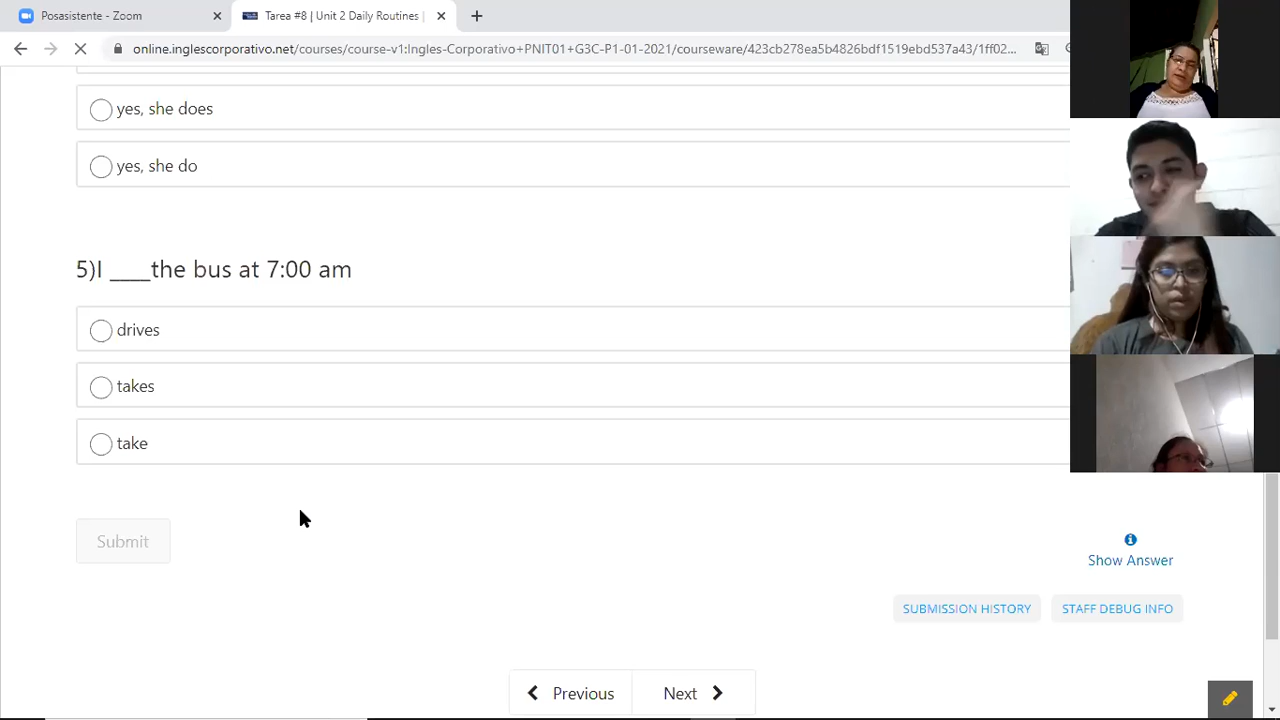 Posasistente - Zoom
Tarea #8 | Unit 2 Daily Routines |
online.inglescorporativo.net/courses/course-v1:Ingles-Corporativo+PNIT01+G3C-P1-01-2021/courseware/423cb278ea5b4826bdf1519ebd537a43/1ff02...
yes, she does
yes, she do
5)I ____the bus at 7:00 am
drives
takes
take
Submit
Show Answer
SUBMISSION HISTORY
STAFF DEBUG INFO
Previous
Next